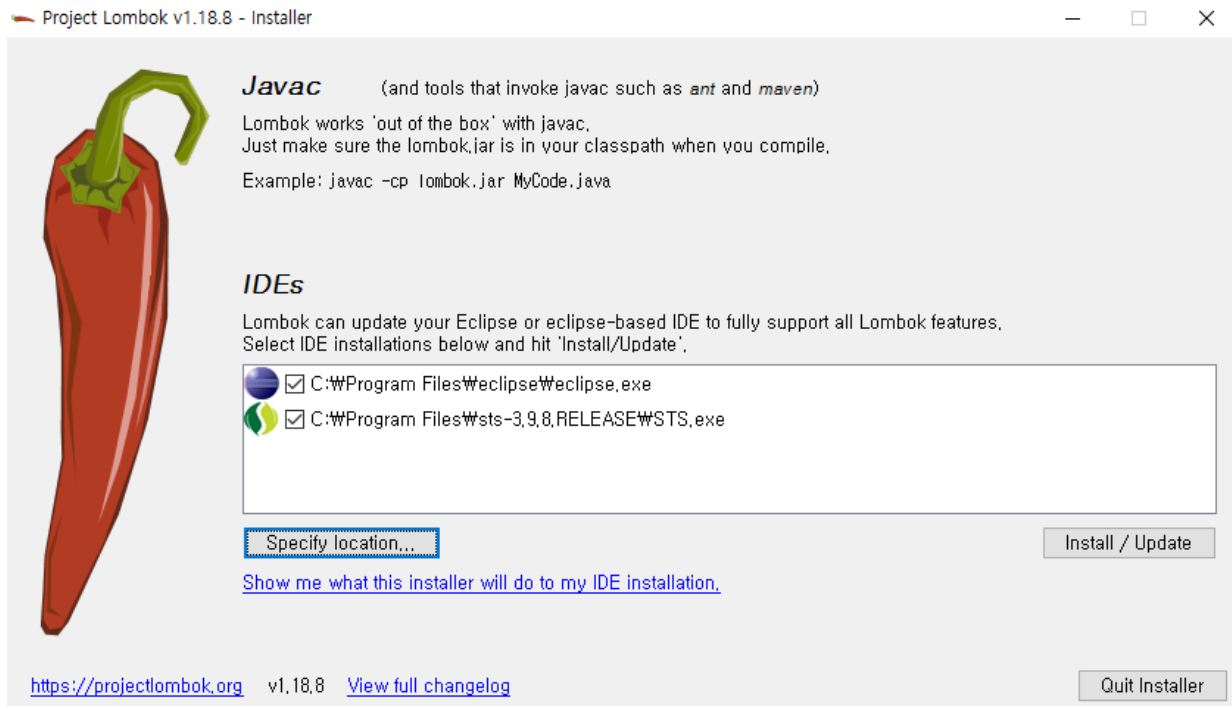 Project Lombok v1.18.8 - Installer
Javac (and tools that invoke javac such as ant and maven)
Lombok works 'out of the box' with javac.
Just make sure the lombok.jar is in your classpath when you compile.
Example: javac -cp lombok.jar MyCode.java
IDEs
Lombok can update your Eclipse or eclipse-based IDE to fully support all Lombok features.
Select IDE installations below and hit 'Install/Update'.
C:₩Program Files₩eclipse₩eclipse.exe
C:₩Program Files₩sts-3.9.8.RELEASE₩STS.exe
Specify location... Install / Update
Show me what this installer will do to my IDE installation.
https://projectlombok.org v1.18.8 View full changelog Quit Installer